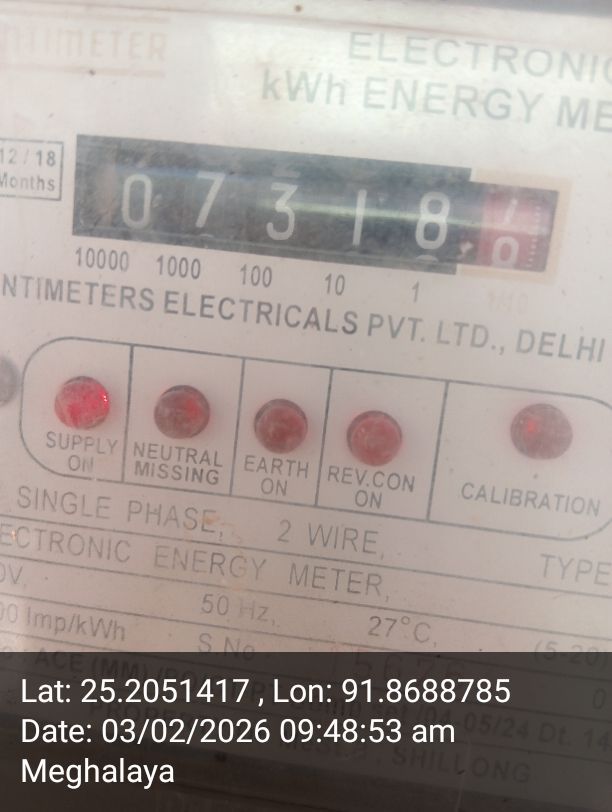 ELECTRONIC
kWh ENERGY ME
12/18
Months
0 7 3 1 8
10000 1000 100 10 1
NTIMETERS ELECTRICALS PVT. LTD., DELHI
SUPPLY ON
NEUTRAL MISSING
EARTH ON
REV.CON ON
CALIBRATION
SINGLE PHASE, 2 WIRE,
ECTRONIC ENERGY METER, TYPE
50 Hz, 27°C,
00 Imp/kWh S.No
SHILLONG
Lat: 25.2051417 , Lon: 91.8688785
Date: 03/02/2026 09:48:53 am
Meghalaya